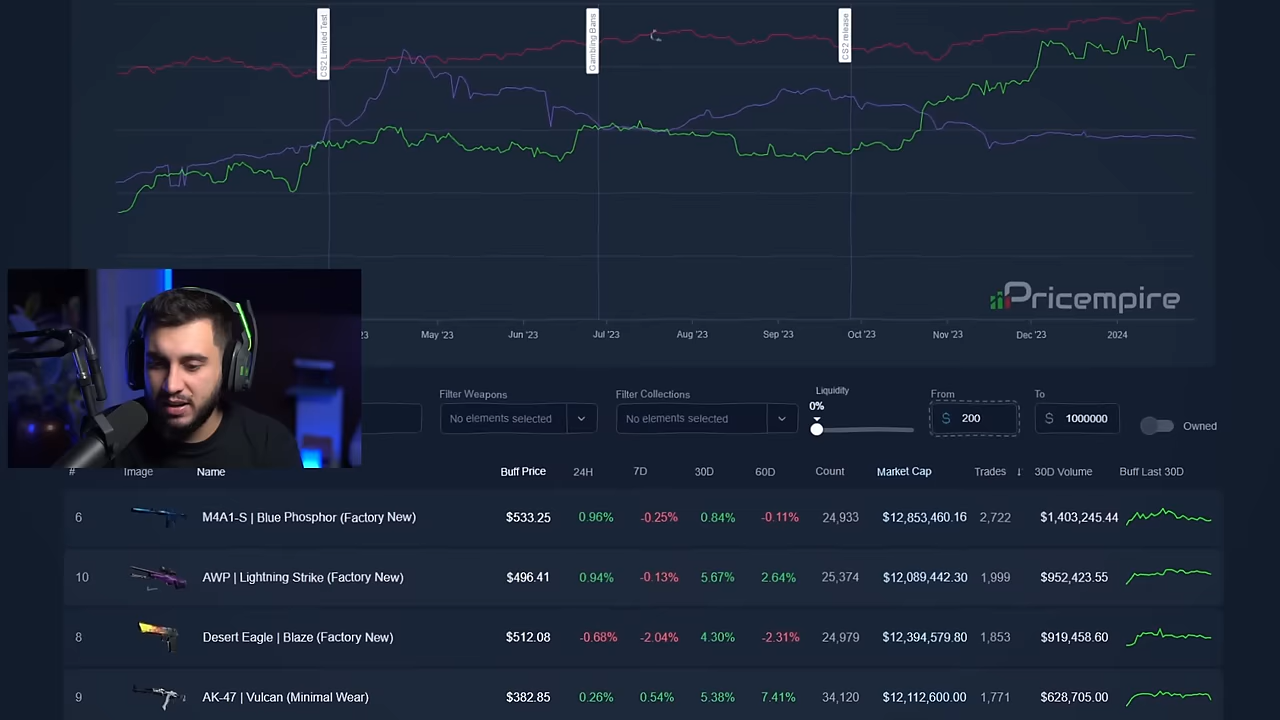 CS2 Limited Test
Gambling Bans
CS2 release
Pricempire
23 May '23 Jun '23 Jul '23 Aug '23 Sep '23 Oct '23 Nov '23 Dec '23 2024
Filter Weapons Filter Collections Liquidity From To
0%
No elements selected No elements selected $ 200 $ 1000000 Owned
# Image Name Buff Price 24H 7D 30D 60D Count Market Cap Trades ↓ 30D Volume Buff Last 30D
6 M4A1-S | Blue Phosphor (Factory New) $533.25 0.96% -0.25% 0.84% -0.11% 24,933 $12,853,460.16 2,722 $1,403,245.44
10 AWP | Lightning Strike (Factory New) $496.41 0.94% -0.13% 5.67% 2.64% 25,374 $12,089,442.30 1,999 $952,423.55
8 Desert Eagle | Blaze (Factory New) $512.08 -0.68% -2.04% 4.30% -2.31% 24,979 $12,394,579.80 1,853 $919,458.60
9 AK-47 | Vulcan (Minimal Wear) $382.85 0.26% 0.54% 5.38% 7.41% 34,120 $12,112,600.00 1,771 $628,705.00